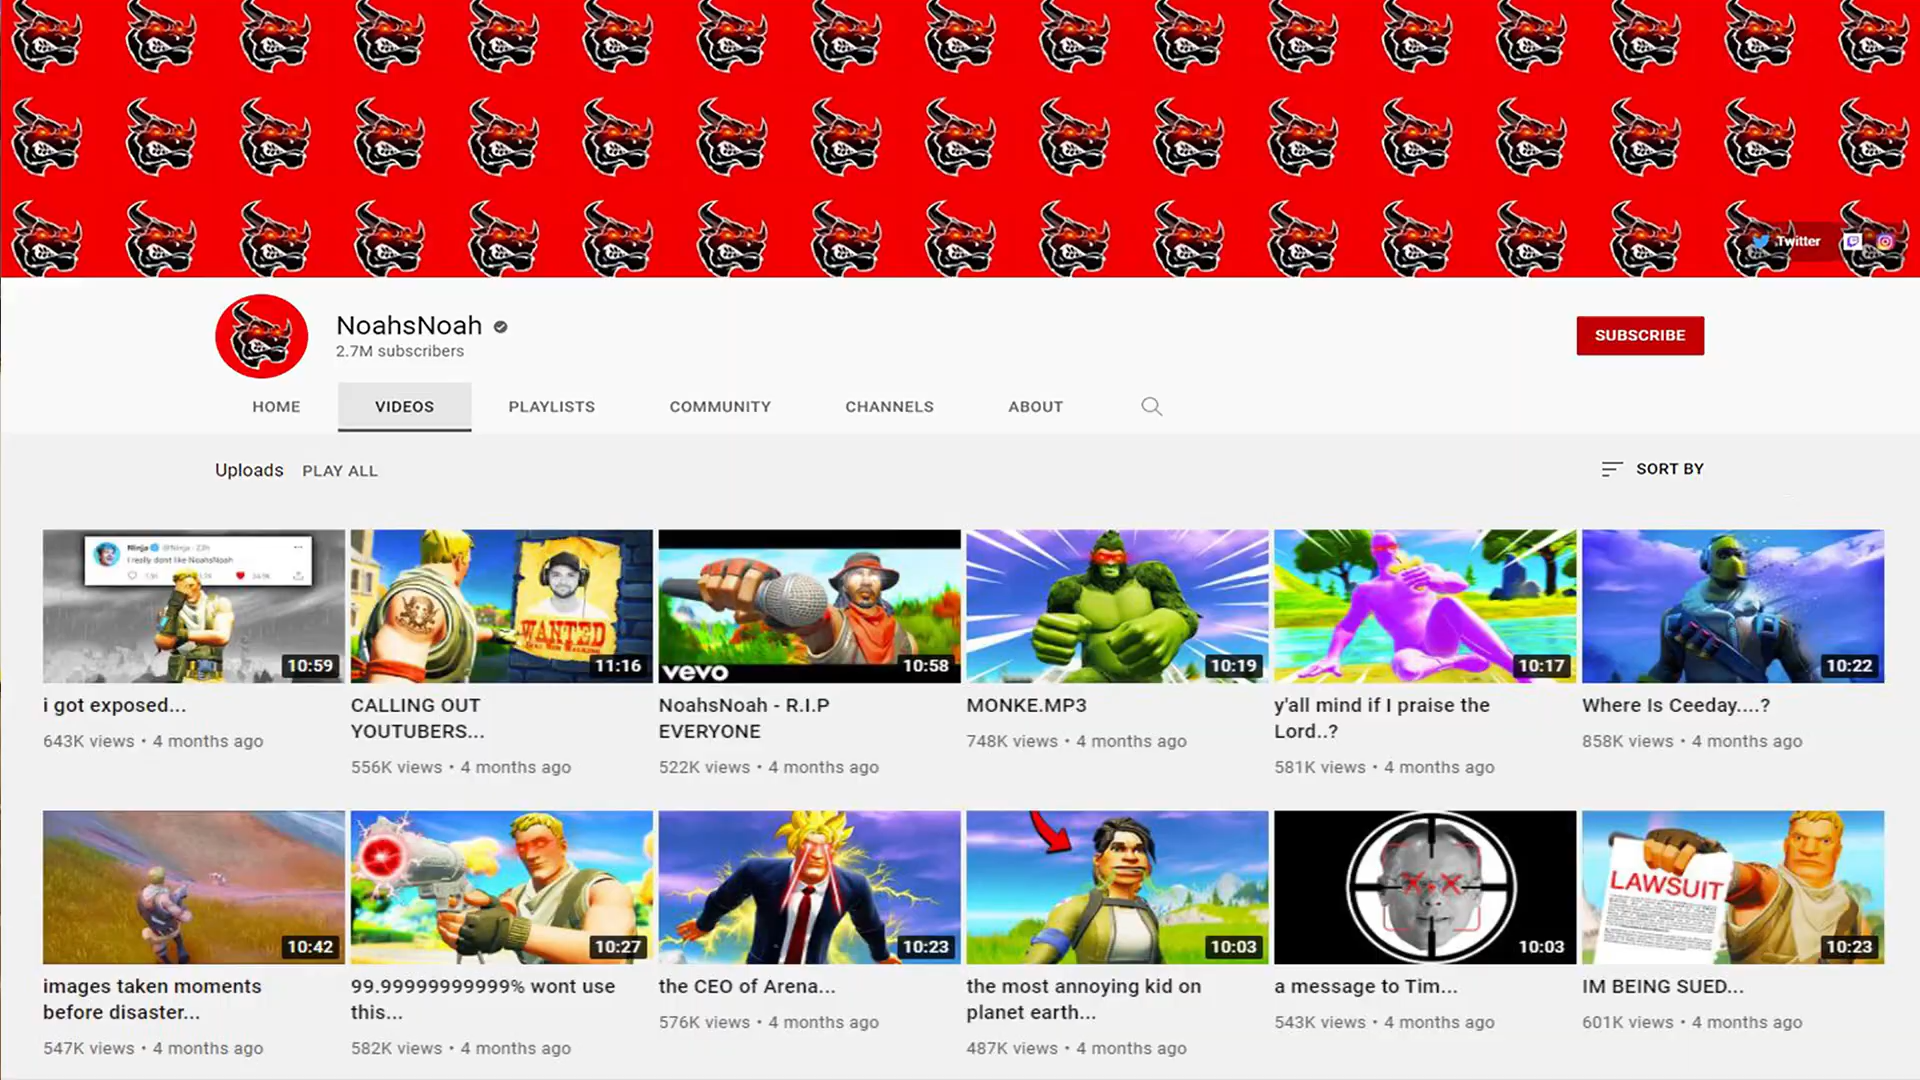 Twitter
NoahsNoah
2.7M subscribers
SUBSCRIBE
HOME
VIDEOS
PLAYLISTS
COMMUNITY
CHANNELS
ABOUT
Uploads
PLAY ALL
SORT BY
Ninja @Ninja · 23h
i really dont like NoahsNoah
10:59
WANTED
11:16
vevo
10:58
10:19
10:17
10:22
i got exposed...
643K views • 4 months ago
CALLING OUT
YOUTUBERS...
556K views • 4 months ago
NoahsNoah - R.I.P
EVERYONE
522K views • 4 months ago
MONKE.MP3
748K views • 4 months ago
y'all mind if I praise the
Lord..?
581K views • 4 months ago
Where Is Ceeday....?
858K views • 4 months ago
10:42
10:27
10:23
10:03
10:03
LAWSUIT
10:23
images taken moments
before disaster...
547K views • 4 months ago
99.99999999999% wont use
this...
582K views • 4 months ago
the CEO of Arena...
576K views • 4 months ago
the most annoying kid on
planet earth...
487K views • 4 months ago
a message to Tim...
543K views • 4 months ago
IM BEING SUED...
601K views • 4 months ago